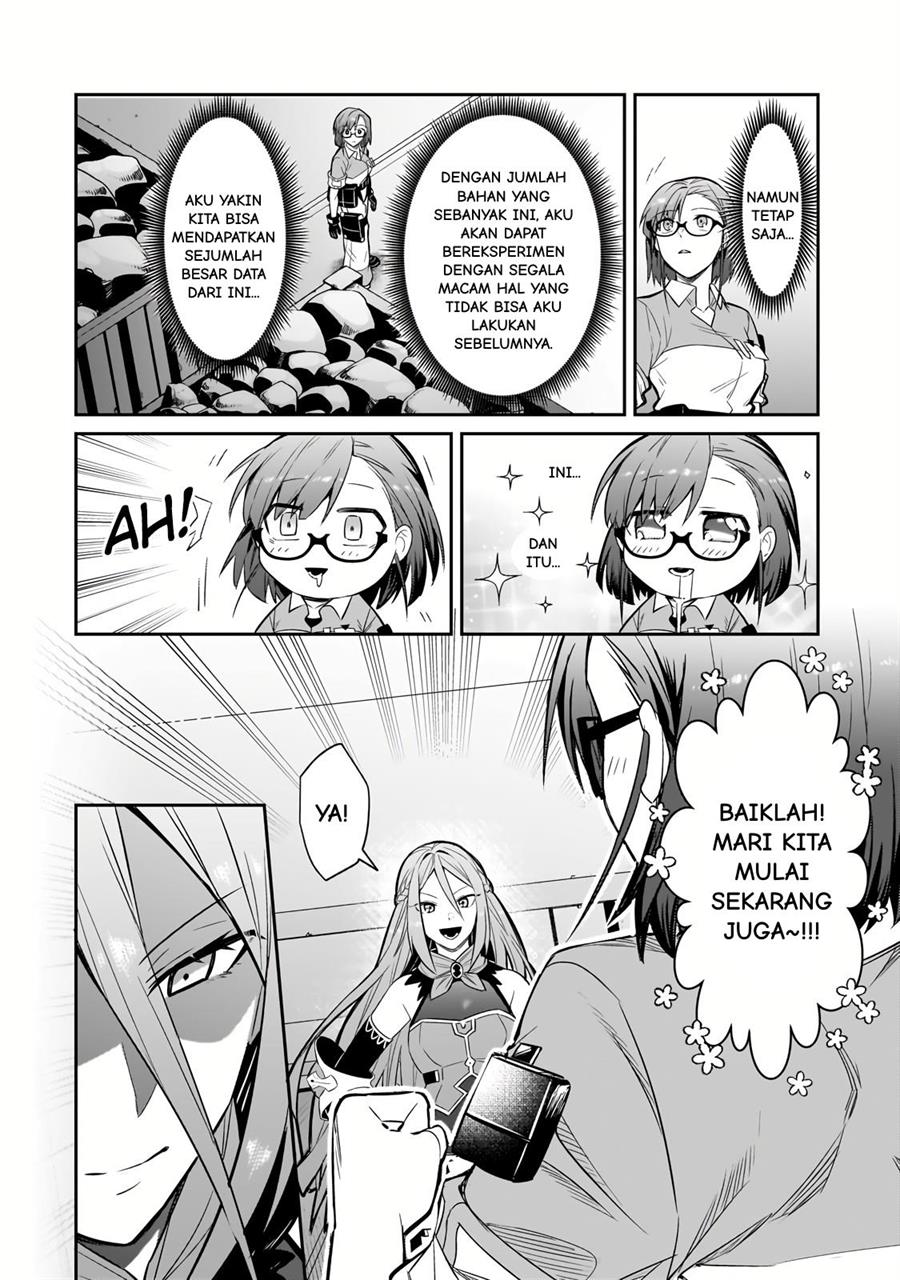 NAMUN
TETAP
SAJA...
DENGAN JUMLAH
BAHAN YANG
SEBANYAK INI, AKU
AKAN DAPAT
BEREKSPERIMEN
DENGAN SEGALA
MACAM HAL YANG
TIDAK BISA AKU
LAKUKAN
SEBELUMNYA.
AKU YAKIN
KITA BISA
MENDAPATKAN
SEJUMLAH
BESAR DATA
DARI INI...
INI...
DAN
ITU...
AH!
BAIKLAH!
MARI KITA
MULAI
SEKARANG
JUGA~!!!
YA!